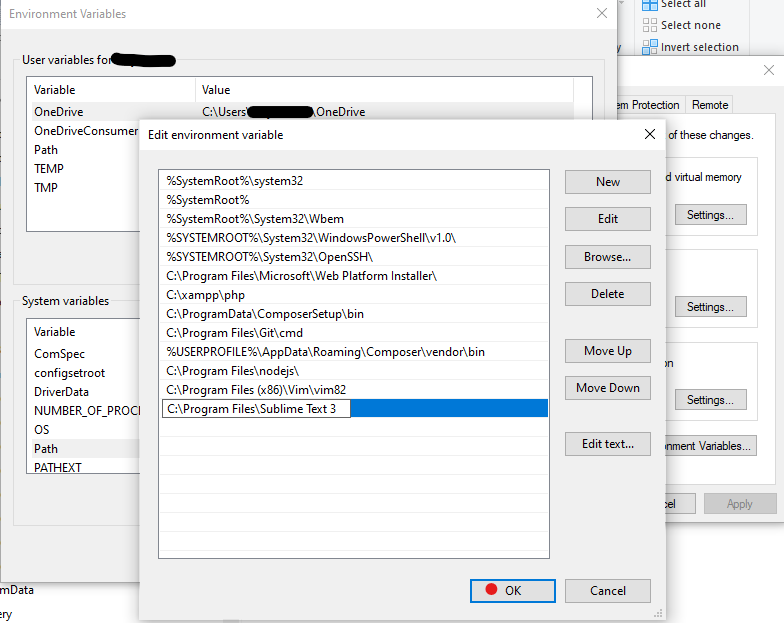 Environment Variables
Select all
Select none
Invert selection
User variables for
Variable Value
OneDrive C:\Users\ \OneDrive
OneDriveConsumer
Path
TEMP
TMP
System variables
Variable
ComSpec
configsetroot
DriverData
NUMBER_OF_PROC
OS
Path
PATHEXT
Edit environment variable
%SystemRoot%\system32
%SystemRoot%
%SystemRoot%\System32\Wbem
%SYSTEMROOT%\System32\WindowsPowerShell\v1.0\
%SYSTEMROOT%\System32\OpenSSH\
C:\Program Files\Microsoft\Web Platform Installer\
C:\xampp\php
C:\ProgramData\ComposerSetup\bin
C:\Program Files\Git\cmd
%USERPROFILE%\AppData\Roaming\Composer\vendor\bin
C:\Program Files\nodejs\
C:\Program Files (x86)\Vim\vim82
C:\Program Files\Sublime Text 3
New
Edit
Browse...
Delete
Move Up
Move Down
Edit text...
OK
Cancel
em Protection Remote
of these changes.
d virtual memory
Settings...
Settings...
on
Settings...
nment Variables...
cel
Apply
mData
ery